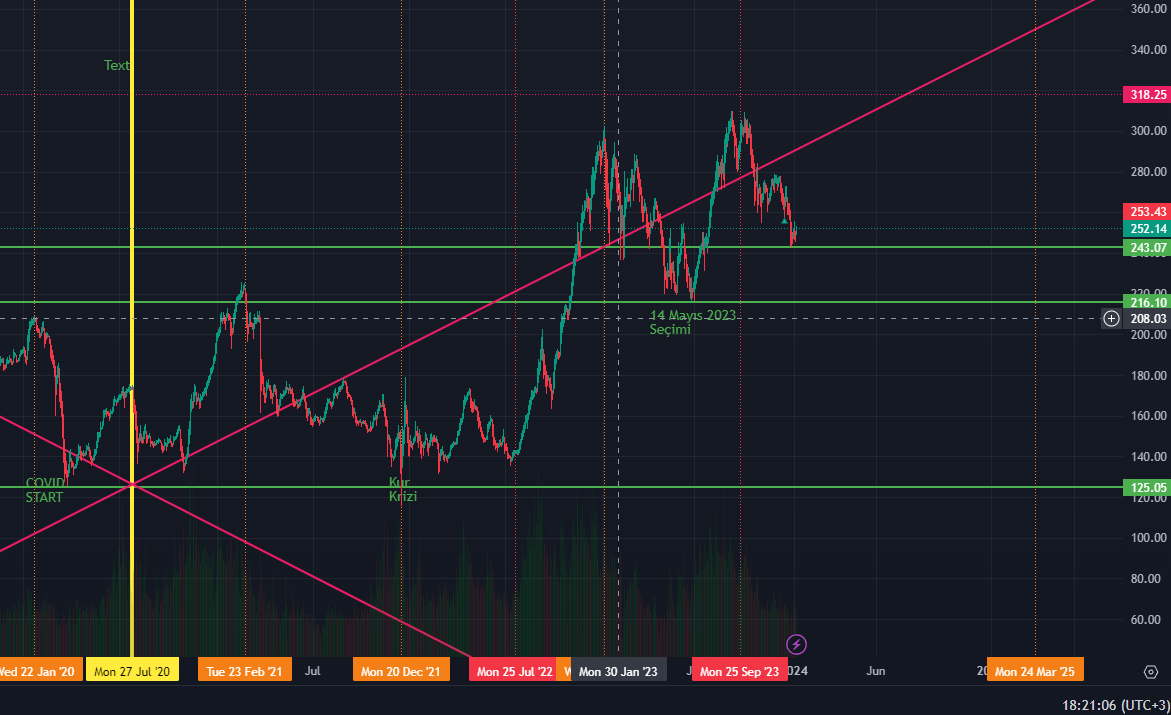 360.00
Text
340.00
318.25
300.00
280.00
253.43
252.14
243.07
240.00
220.00
216.10
14 Mayıs 2023
Seçimi
208.03
200.00
180.00
160.00
140.00
COVID
START
Kur
Krizi
125.05
120.00
100.00
80.00
60.00
Wed 22 Jan '20
Mon 27 Jul '20
Tue 23 Feb '21
Jul
Mon 20 Dec '21
Mon 25 Jul '22
Mon 30 Jan '23
Mon 25 Sep '23
2024
Jun
Mon 24 Mar '25
18:21:06 (UTC+3)